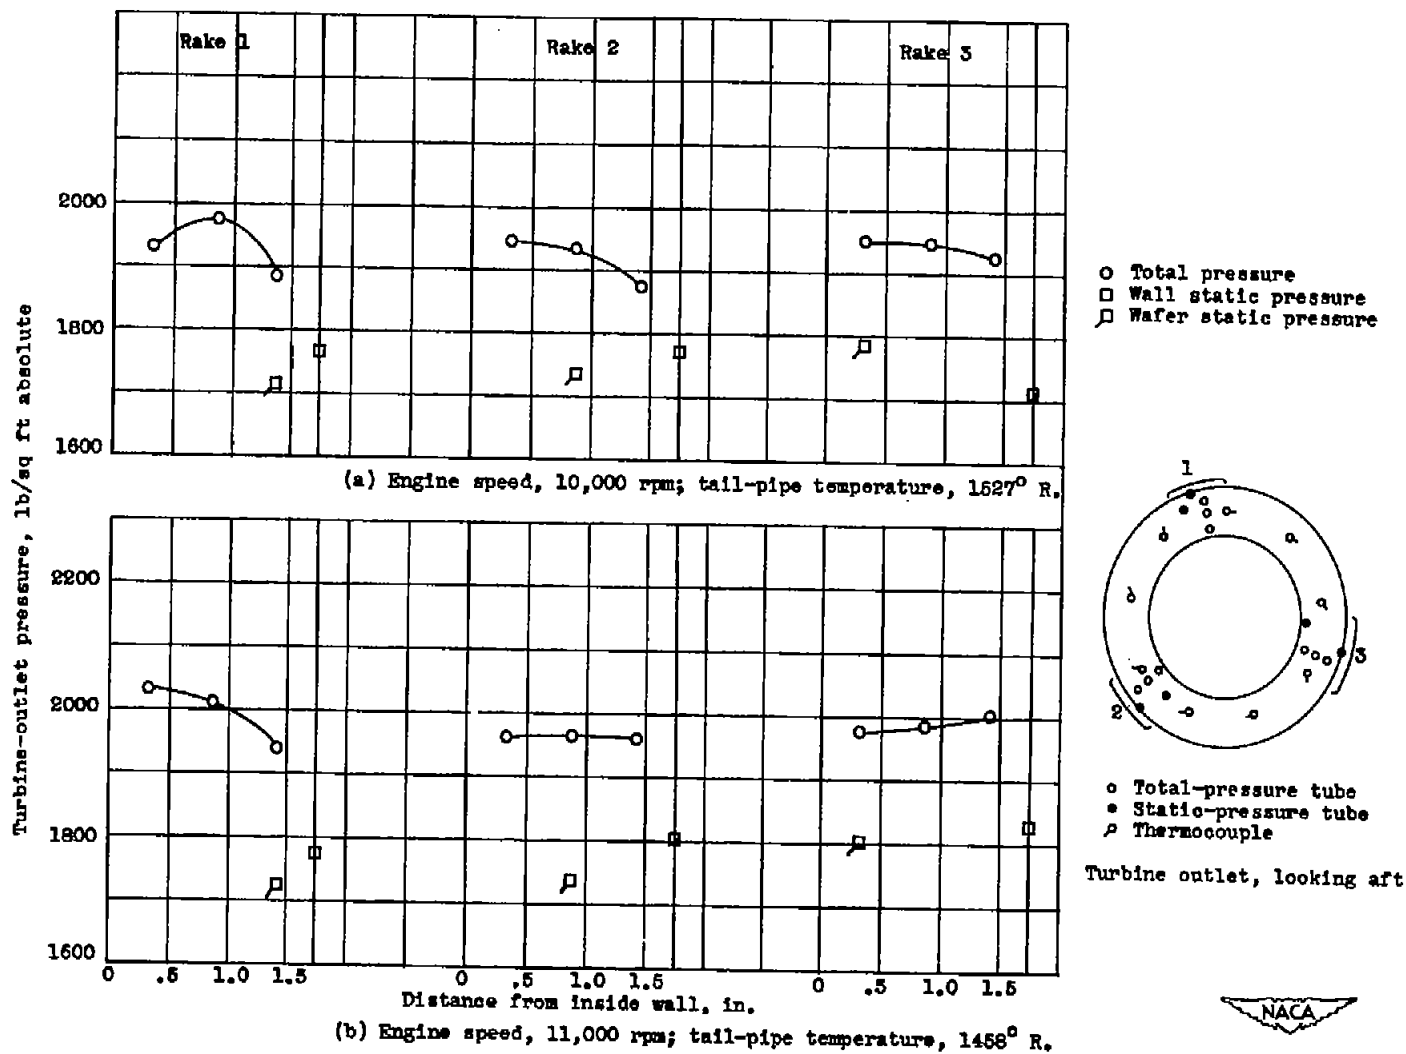 Rake 1
Rake 2
Rake 3
2000
1800
1600
Turbine-outlet pressure, lb/sq ft absolute
Total pressure
Wall static pressure
Wafer static pressure
(a) Engine speed, 10,000 rpm; tail-pipe temperature, 1527° R.
2200
2000
1800
1600
0 .5 1.0 1.5 0 .5 1.0 1.5 0 .5 1.0 1.5
Distance from inside wall, in.
(b) Engine speed, 11,000 rpm; tail-pipe temperature, 1458° R.
1
2
3
Total-pressure tube
Static-pressure tube
Thermocouple
Turbine outlet, looking aft
NACA